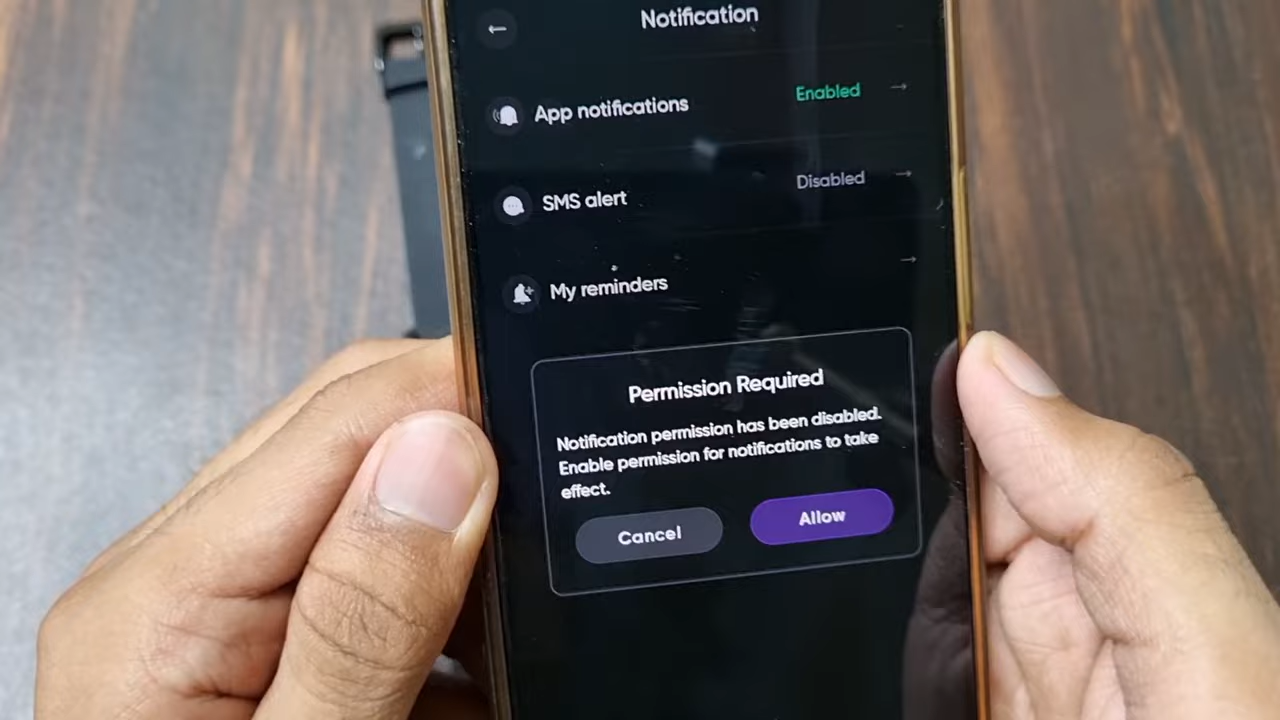 Notification
App notifications Enabled
SMS alert Disabled
My reminders
Permission Required
Notification permission has been disabled.
Enable permission for notifications to take
effect.
Cancel Allow